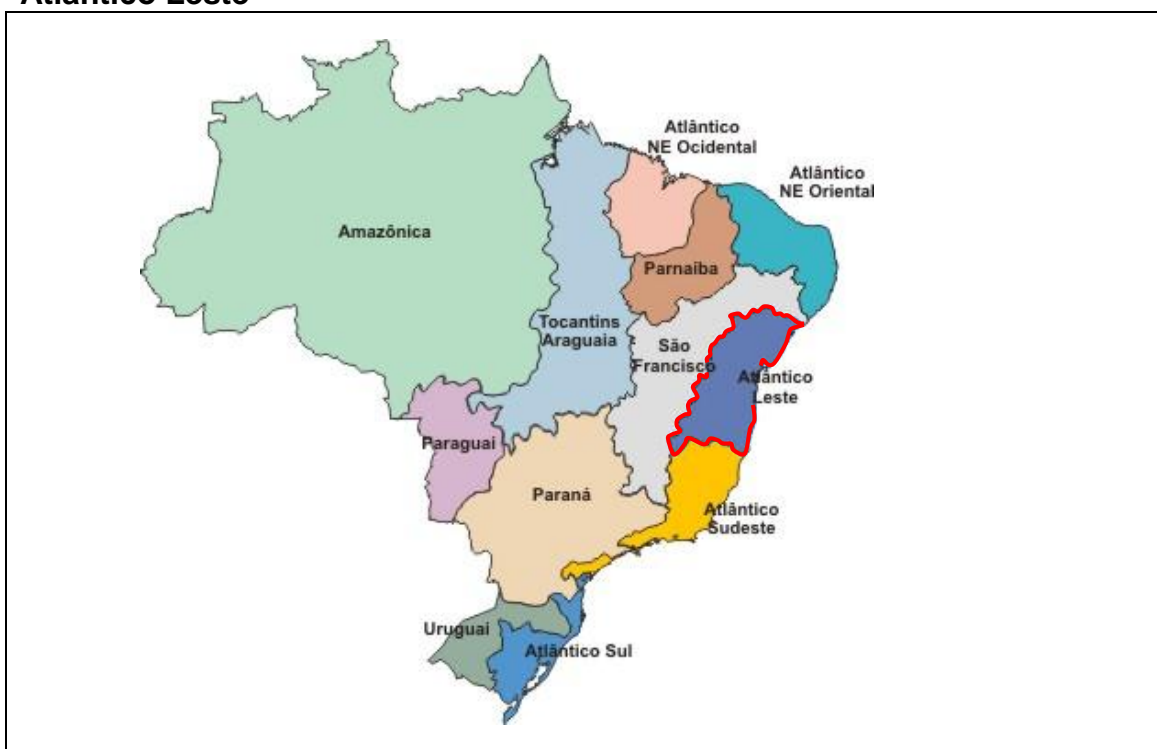 Atlântico Leste
Atlântico
NE Ocidental
Atlântico
NE Oriental
Amazônica
Parnaíba
Tocantins
Araguaia
São
Francisco
Atlântico
Leste
Paraguai
Paraná
Atlântico
Sudeste
Uruguai
Atlântico Sul